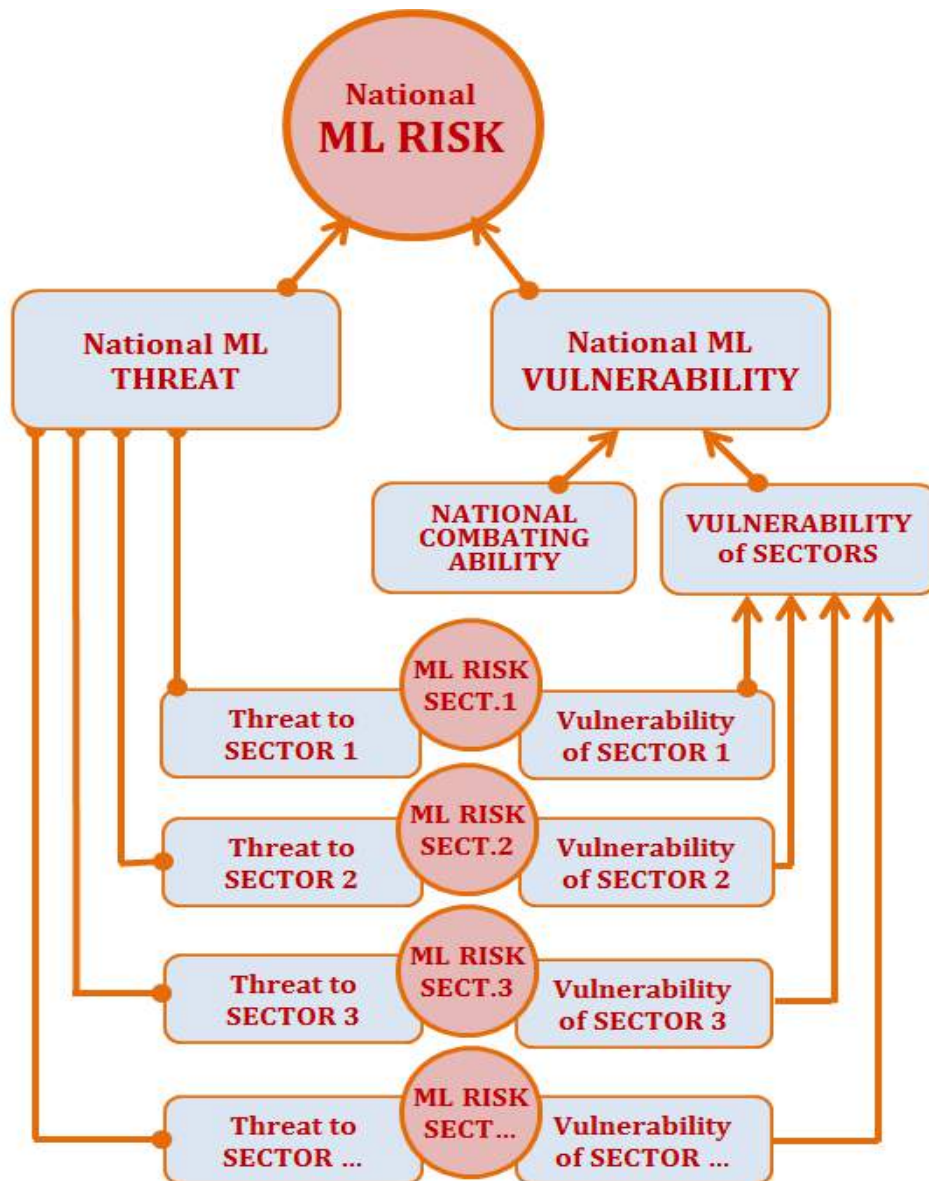 National
ML RISK
National ML
THREAT
National ML
VULNERABILITY
NATIONAL
COMBATING
ABILITY
VULNERABILITY
of SECTORS
ML RISK
SECT.1
Threat to
SECTOR 1
Vulnerability
of SECTOR 1
ML RISK
SECT.2
Threat to
SECTOR 2
Vulnerability
of SECTOR 2
ML RISK
SECT.3
Threat to
SECTOR 3
Vulnerability
of SECTOR 3
ML RISK
SECT...
Threat to
SECTOR ...
Vulnerability
of SECTOR ...